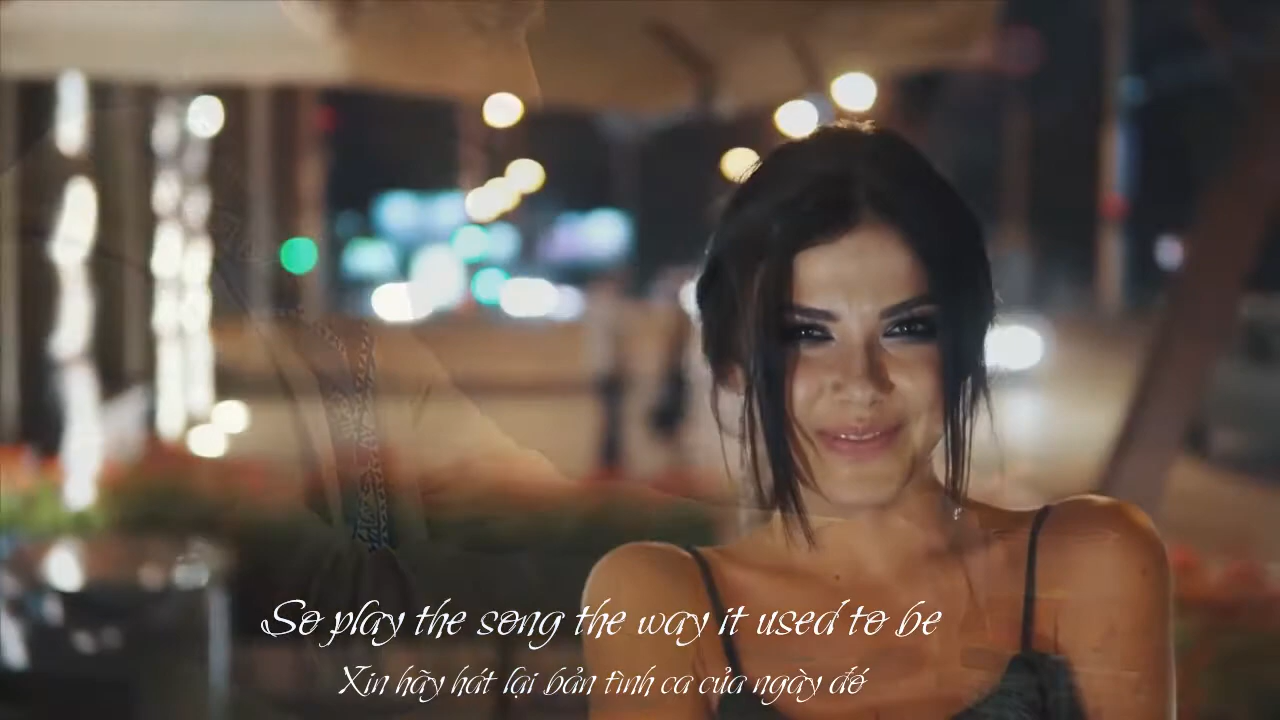 So play the song the way it used to be
Xin hãy hát lại bản tình ca của ngày đó